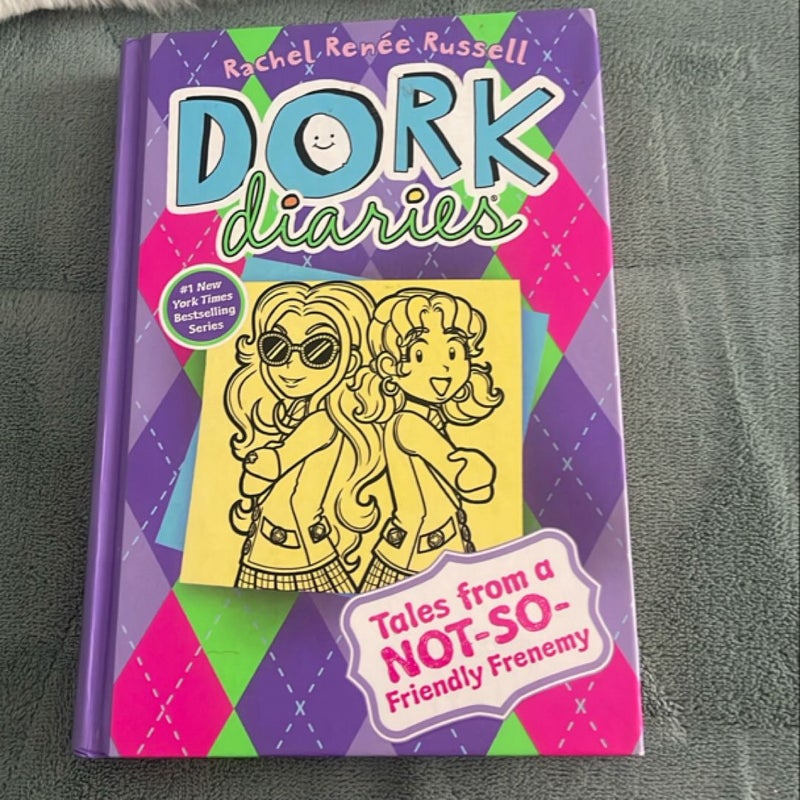 Rachel Renée Russell
DORK
diaries®
#1 New
York Times
Bestselling
Series
Tales from a
NOT-SO-
Friendly Frenemy